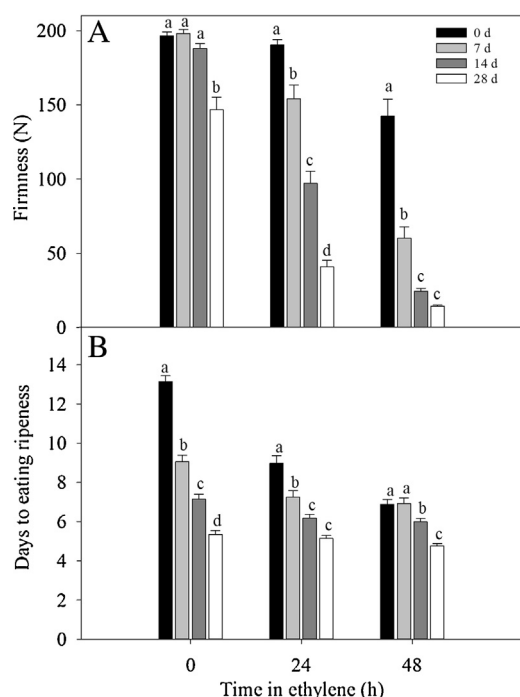 A
0 d
7 d
14 d
28 d
Firmness (N)
200
150
100
50
0
a a a b
a b c d
a b c c
B
Days to eating ripeness
14
12
10
8
6
4
2
0
a b c d
a b c c
a a b c
0 24 48
Time in ethylene (h)